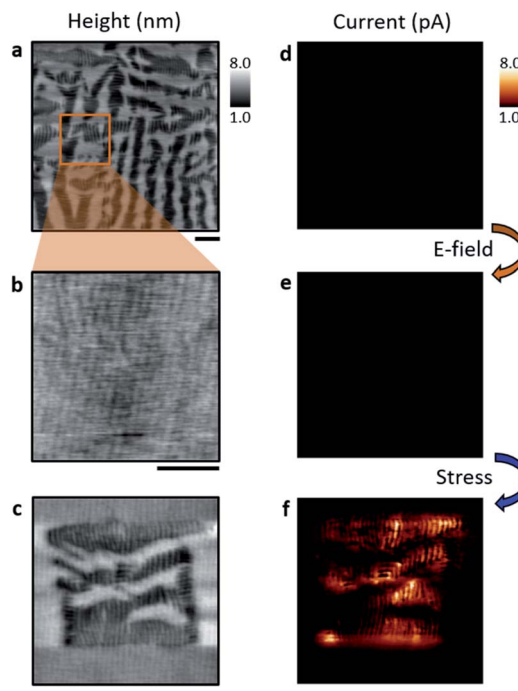 Height (nm)
Current (pA)
a
8.0
1.0
d
8.0
1.0
E-field
b
e
Stress
c
f